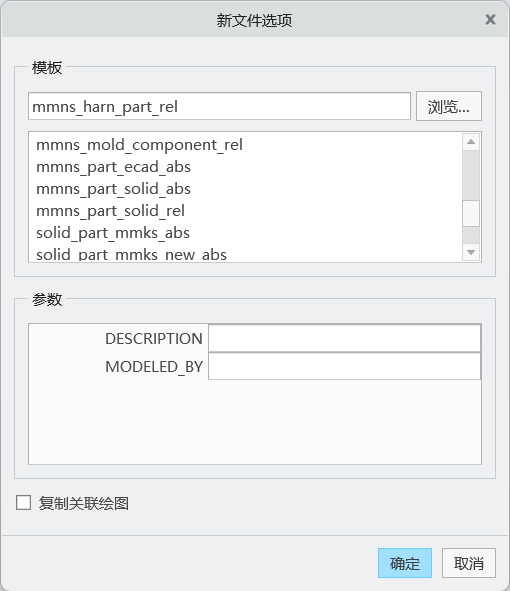 新文件选项
模板
mmns_harn_part_rel
浏览...
mmns_mold_component_rel
mmns_part_ecad_abs
mmns_part_solid_abs
mmns_part_solid_rel
solid_part_mmks_abs
solid_part_mmks_new_abs
参数
DESCRIPTION
MODELED_BY
复制关联绘图
确定
取消